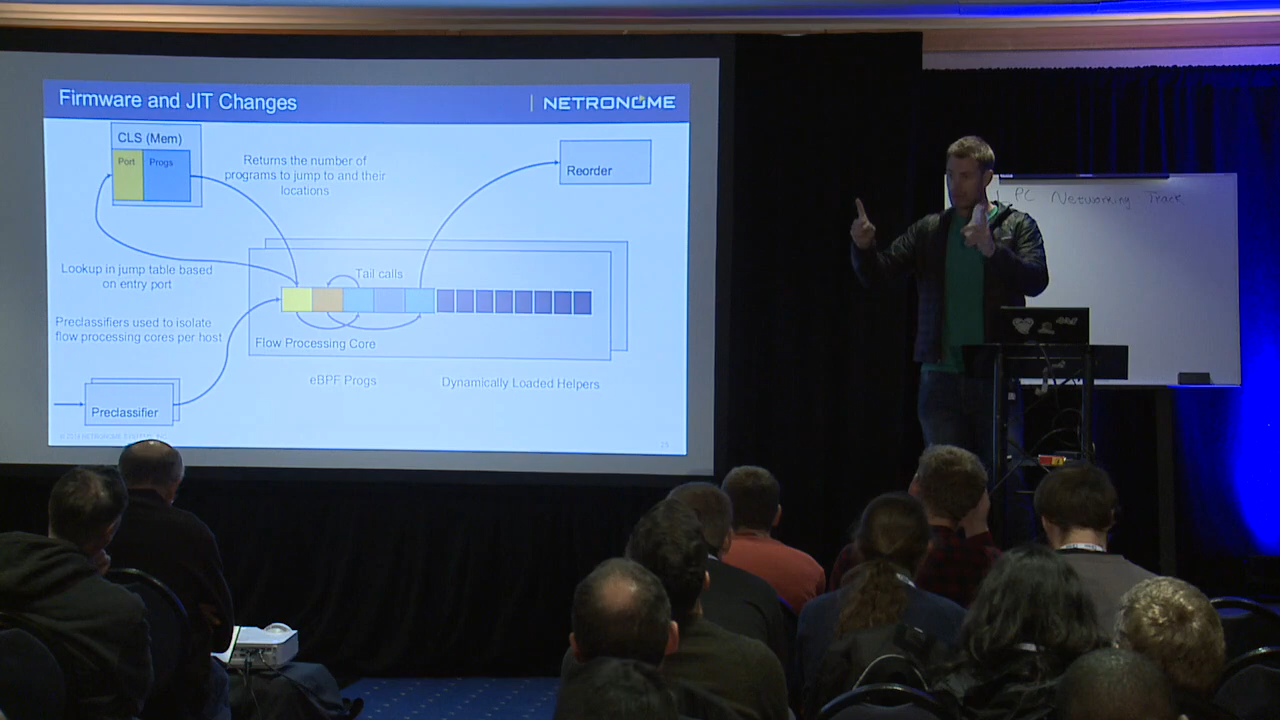 Firmware and JIT Changes
NETRONOME
CLS (Mem)
Port
Progs
Returns the number of
programs to jump to and their
locations
Reorder
Lookup in jump table based
on entry port
Tail calls
Preclassifiers used to isolate
flow processing cores per host
Flow Processing Core
eBPF Progs
Dynamically Loaded Helpers
Preclassifier
PC Networking Track